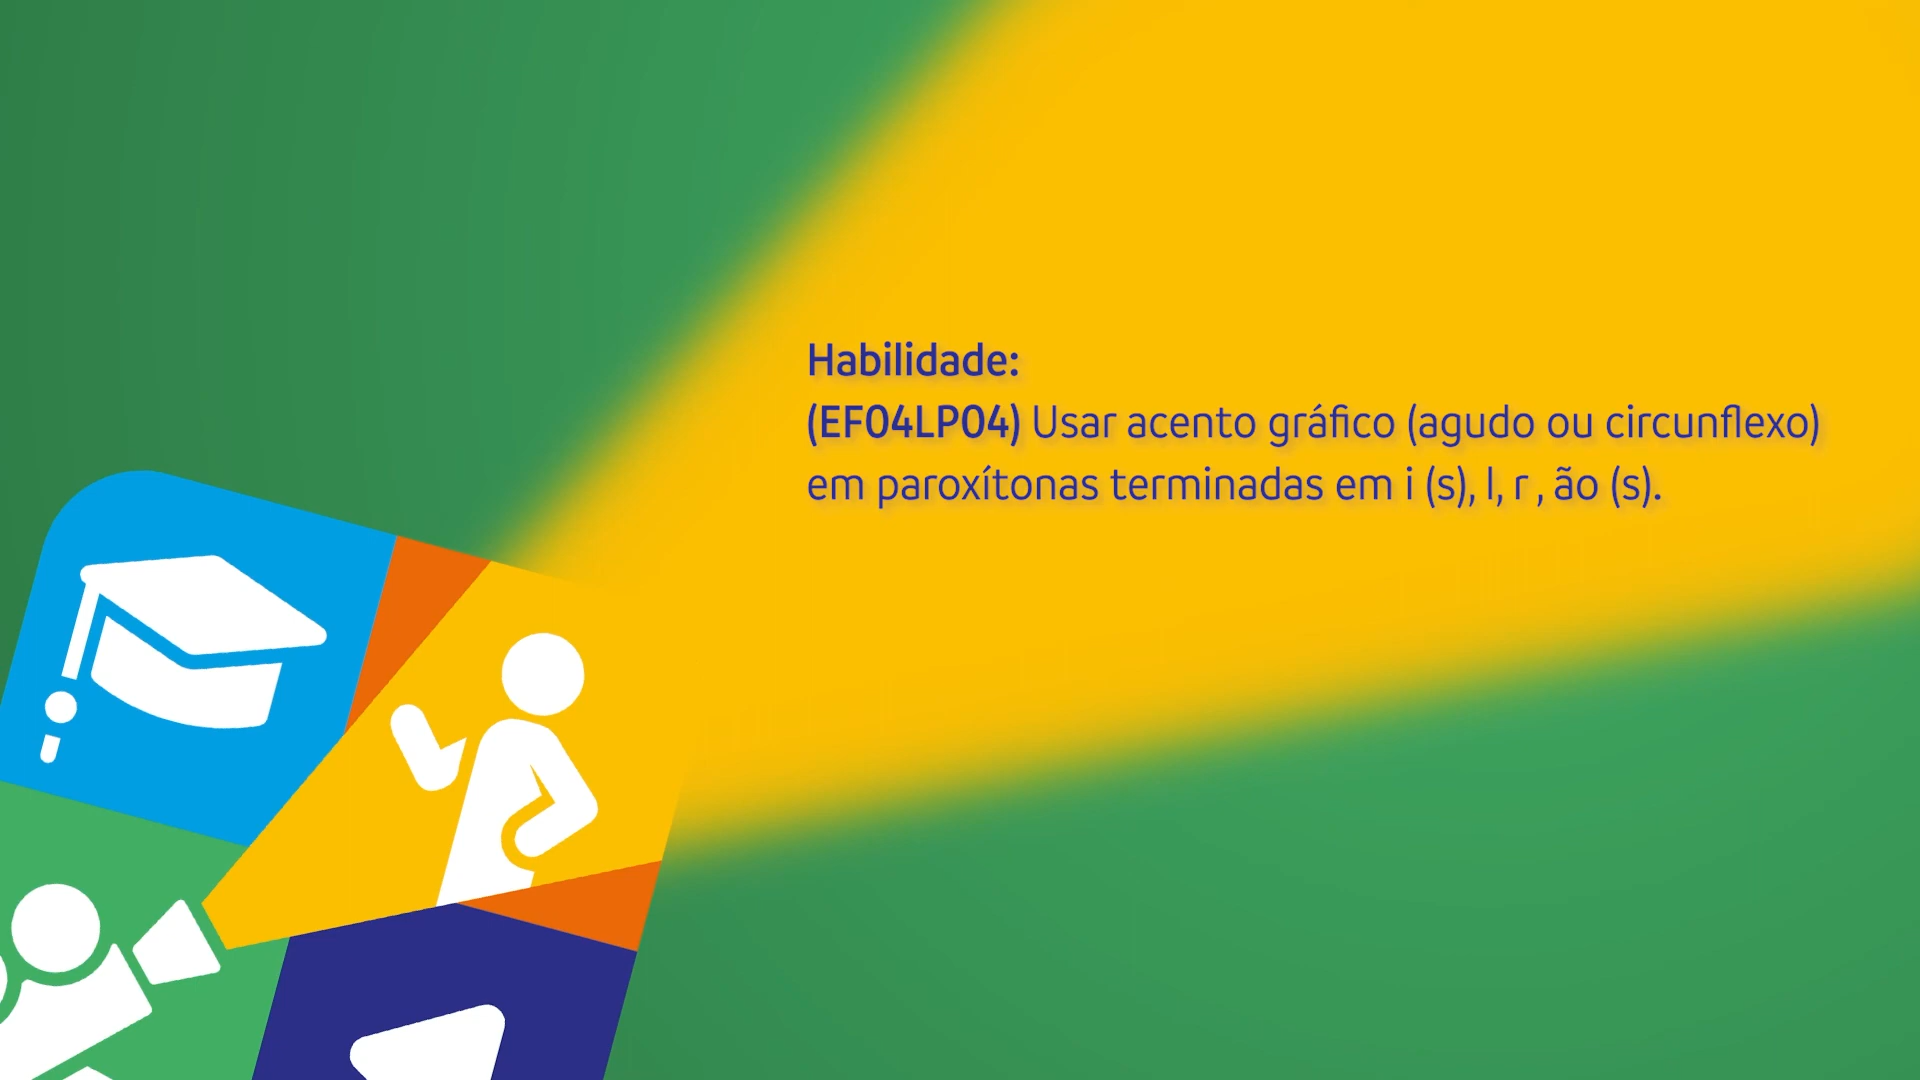 Habilidade:
(EF04LP04) Usar acento gráfico (agudo ou circunflexo)
em paroxítonas terminadas em i (s), l, r , ão (s).